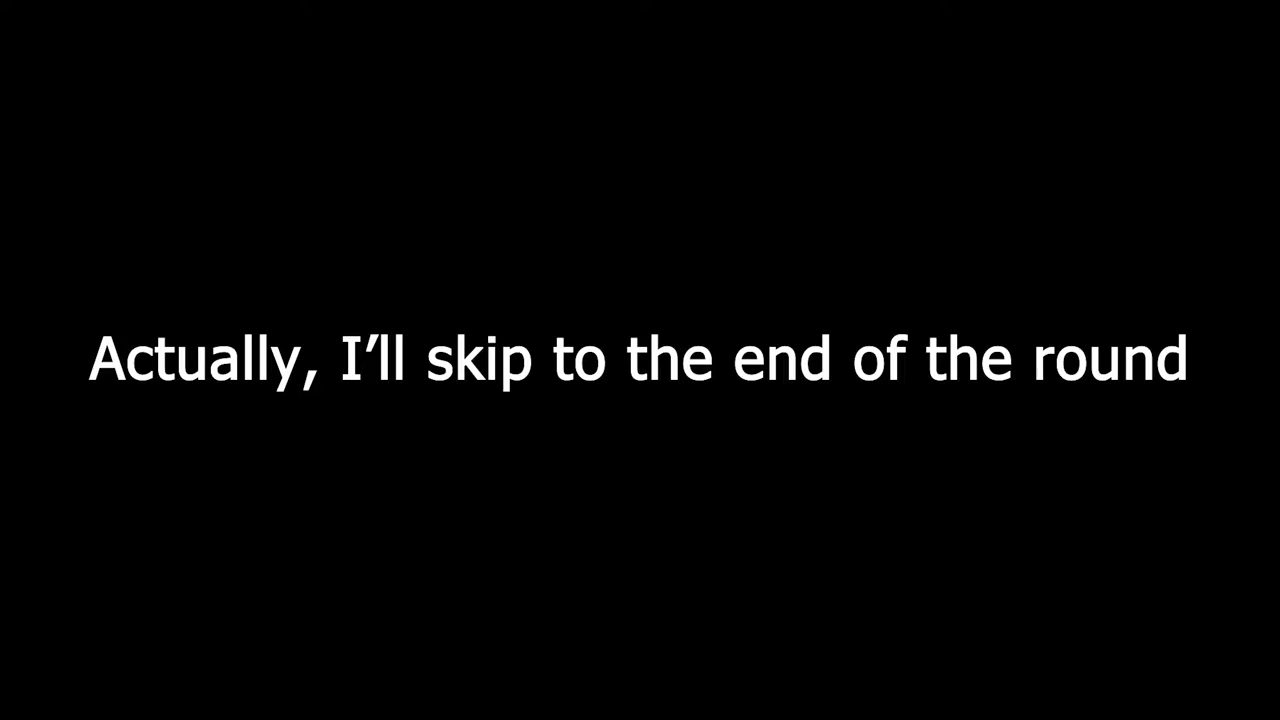 Actually, I’ll skip to the end of the round